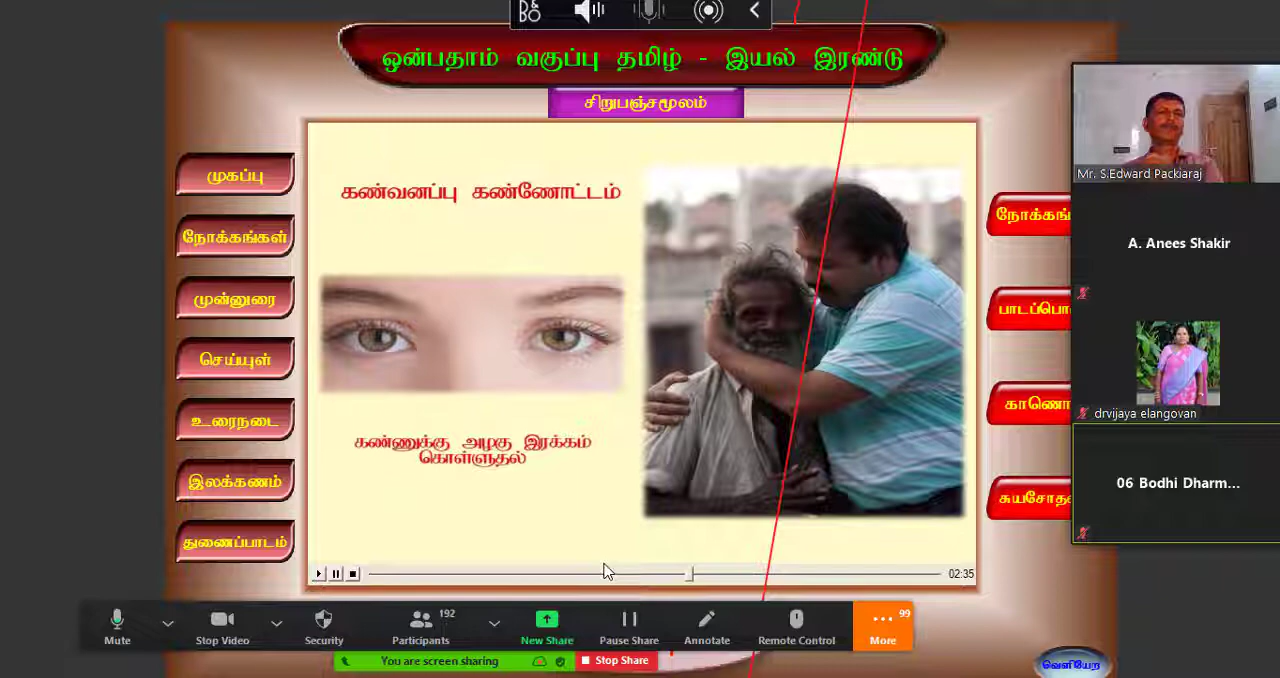 ஒன்பதாம் வகுப்பு தமிழ் - இயல் இரண்டு
சிறுபஞ்சமூலம்
முகப்பு
நோக்கங்கள்
முன்னுரை
செய்யுள்
உரைநடை
இலக்கணம்
துணைப்பாடம்
கண்வனப்பு கண்ணோட்டம்
கண்ணுக்கு அழகு இரக்கம்
கொள்ளுதல்
02:35
நோக்கங்
பாடப்பொ
காணொ
சுயசோத
வெளியேற
Mr. S.Edward Packiaraj
A. Anees Shakir
drvijaya elangovan
06 Bodhi Dharm...
Mute
Stop Video
Security
Participants
192
New Share
Pause Share
Annotate
Remote Control
More
99
You are screen sharing
Stop Share